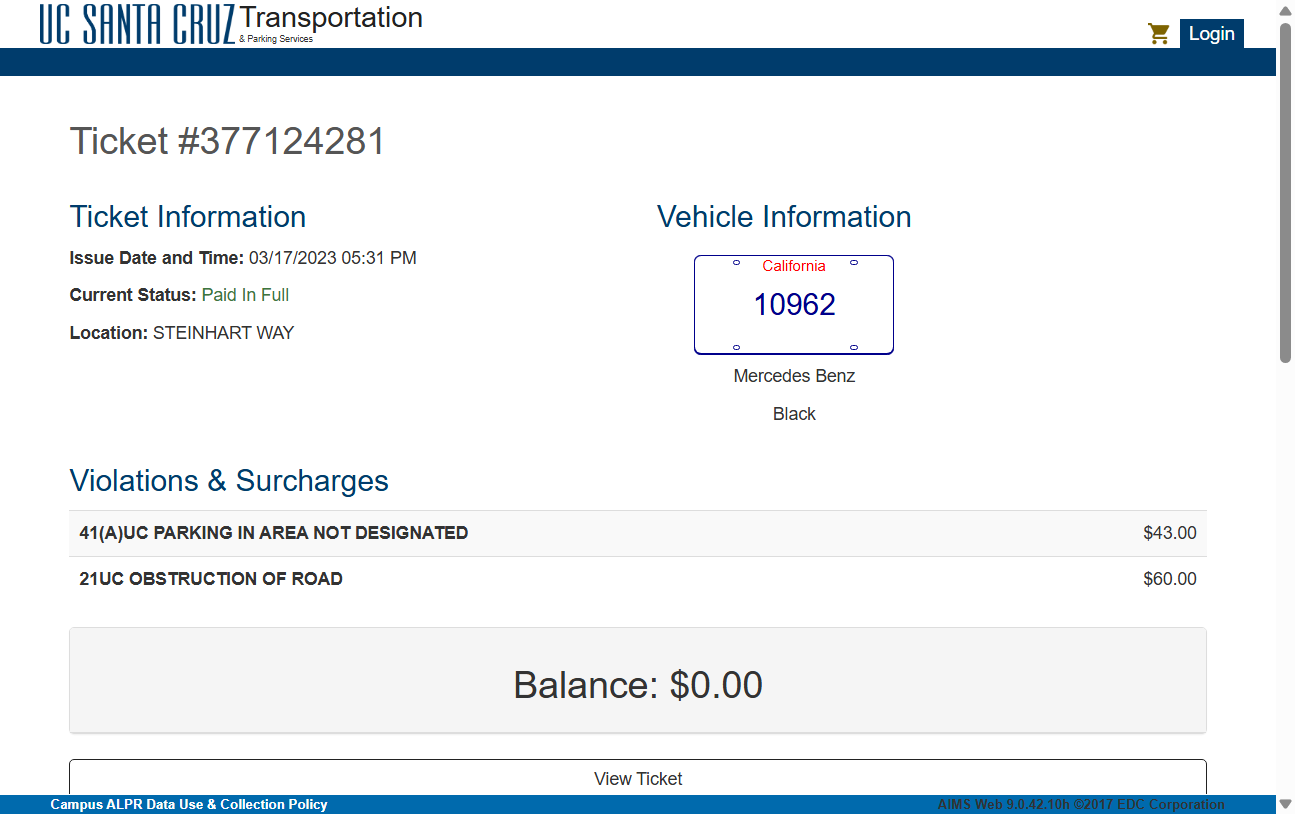 UC SANTA CRUZ Transportation
& Parking Services
Login
Ticket #377124281
Ticket Information
Issue Date and Time: 03/17/2023 05:31 PM
Current Status: Paid In Full
Location: STEINHART WAY
Vehicle Information
California
10962
Mercedes Benz
Black
Violations & Surcharges
41(A)UC PARKING IN AREA NOT DESIGNATED $43.00
21UC OBSTRUCTION OF ROAD $60.00
Balance: $0.00
View Ticket
Campus ALPR Data Use & Collection Policy AIMS Web 9.0.42.10h ©2017 EDC Corporation